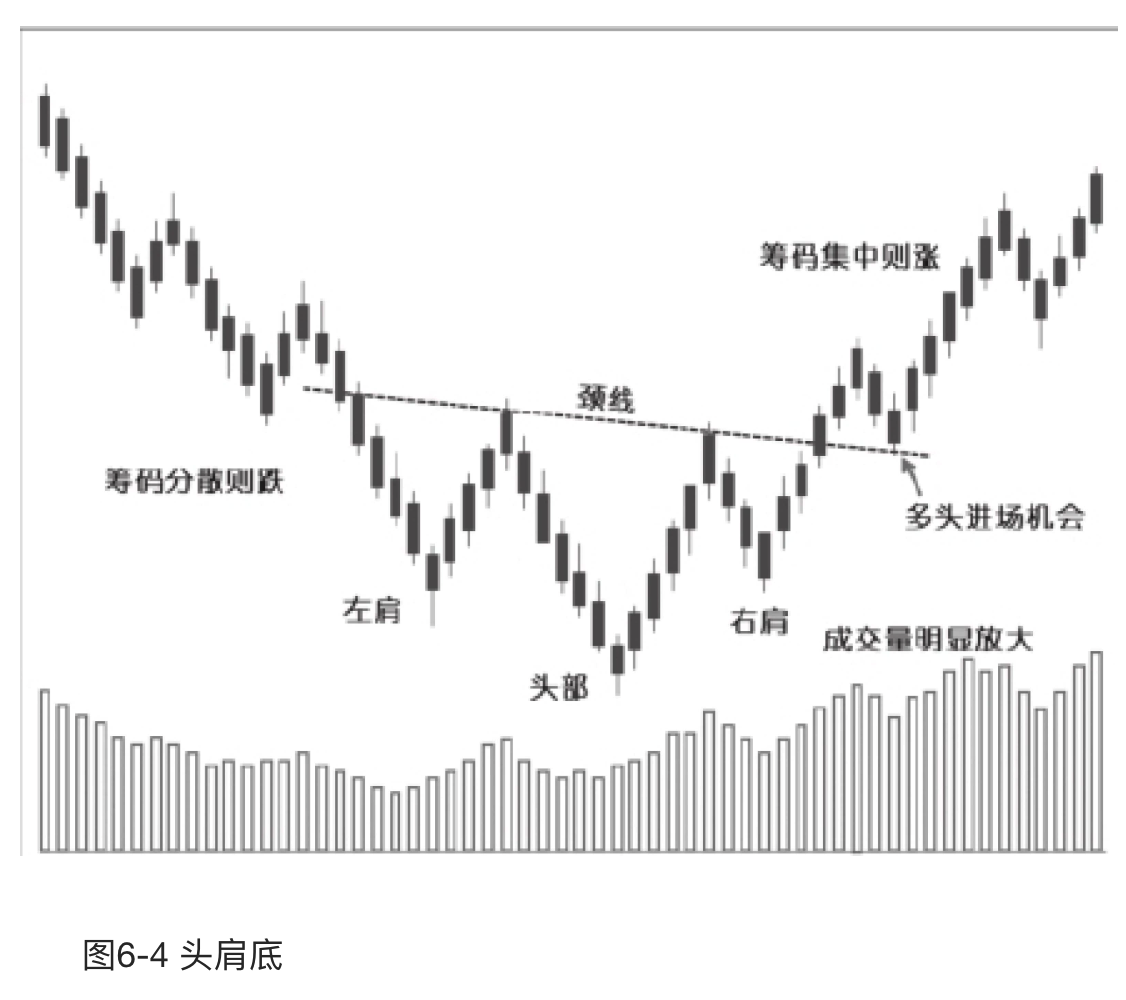 筹码集中则涨
颈线
筹码分散则跌
多头进场机会
左肩
右肩
成交量明显放大
头部
图6-4 头肩底